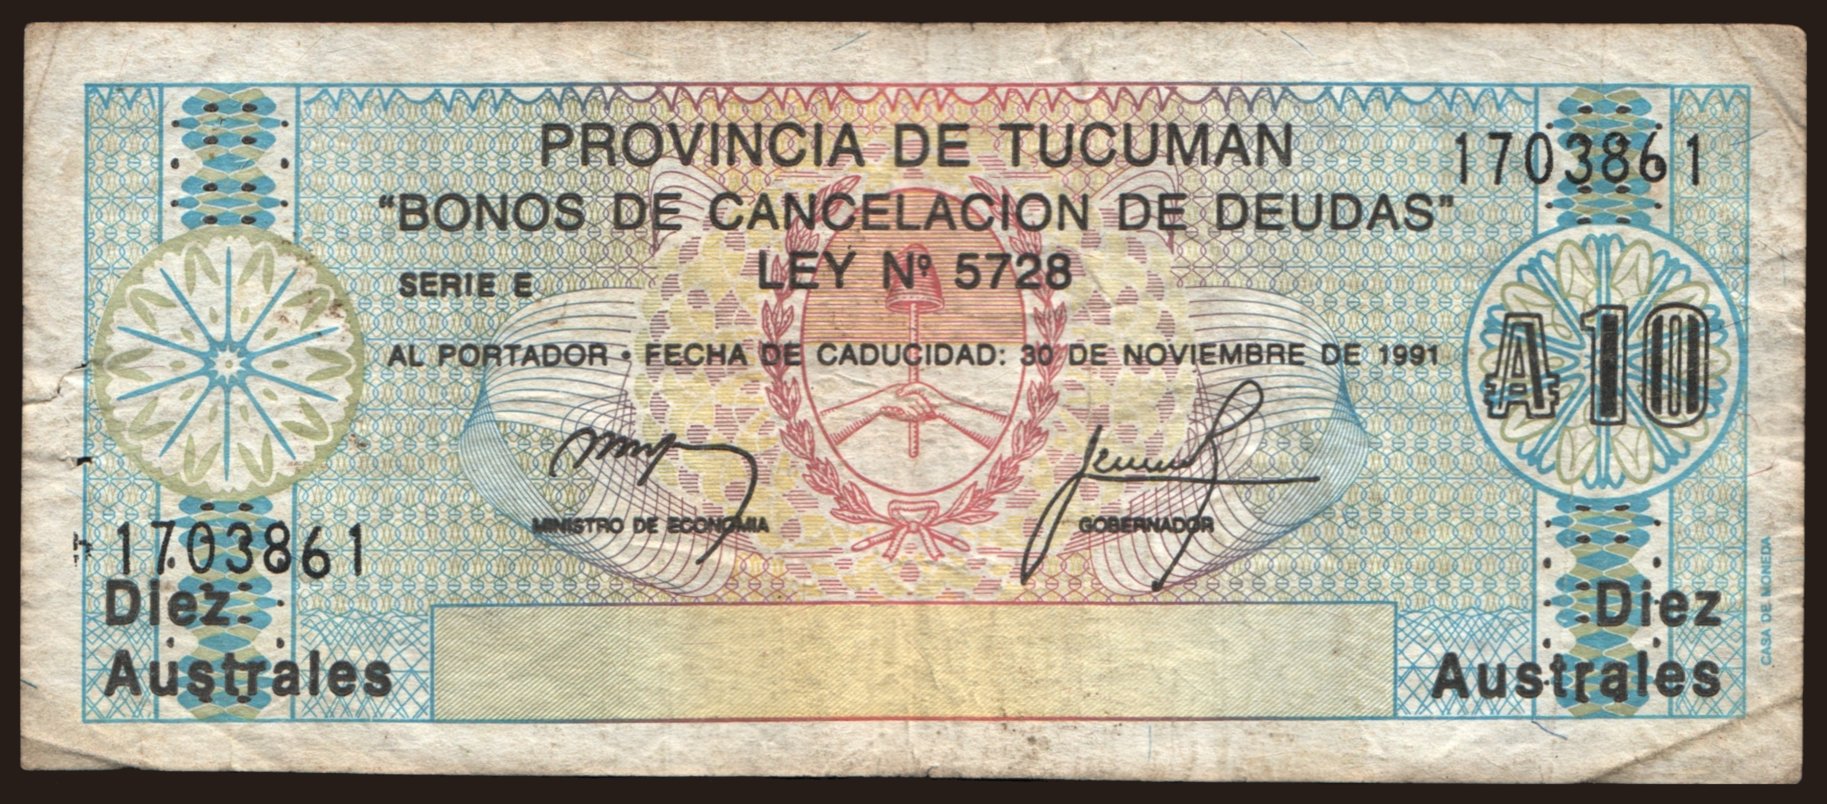 PROVINCIA DE TUCUMAN
1703861
"BONOS DE CANCELACION DE DEUDAS"
LEY Nº 5728
SERIE E
AL PORTADOR • FECHA DE CADUCIDAD: 30 DE NOVIEMBRE DE 1991
₳10
MINISTRO DE ECONOMIA
GOBERNADOR
1703861
Diez
Australes
Diez
Australes
CASA DE MONEDA